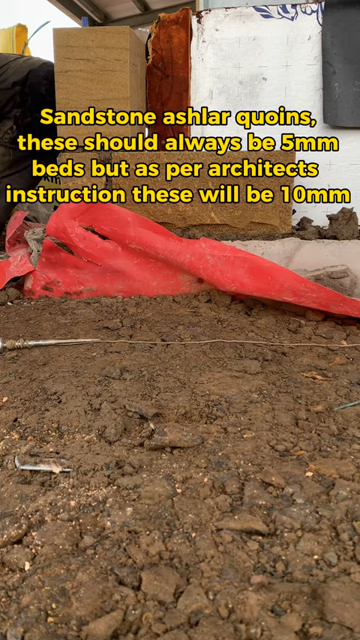 Sandstone ashlar quoins,
these should always be 5mm
beds but as per architects
instruction these will be 10mm